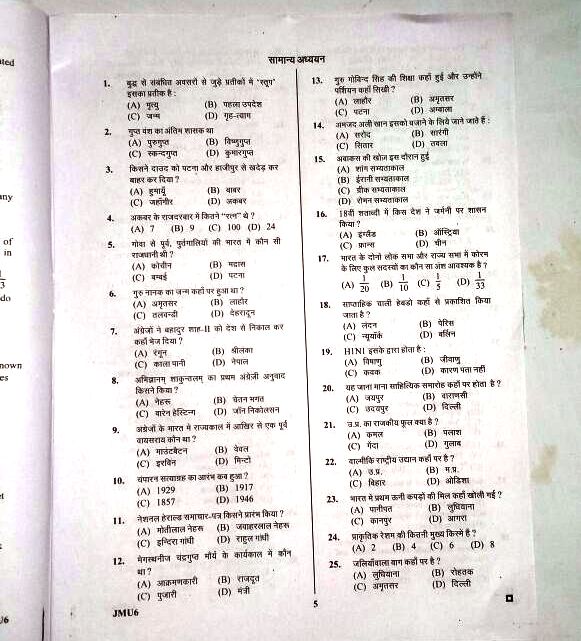 सामान्य अध्ययन
1. बुद्ध से संबंधित अवसरों से जुड़े प्रतीकों में 'स्तूप'
इसका प्रतीक है :
(A) मृत्यु (B) पहला उपदेश
(C) जन्म (D) गृह-त्याग
2. गुप्त वंश का अंतिम शासक था
(A) पुरुगुप्त (B) विष्णुगुप्त
(C) स्कन्दगुप्त (D) कुमारगुप्त
3. किसने दाउद को पटना और हाजीपुर से खदेड़ कर
बाहर कर दिया ?
(A) हुमायूँ (B) बाबर
(C) जहाँगीर (D) अकबर
4. अकबर के राजदरबार में कितने "रत्न" थे ?
(A) 7 (B) 9 (C) 100 (D) 24
5. गोवा से पूर्व, पुर्तगालियों की भारत में कौन सी
राजधानी थी ?
(A) कोचीन (B) मद्रास
(C) बम्बई (D) पटना
6. गुरु नानक का जन्म कहाँ पर हुआ था ?
(A) अमृतसर (B) लाहौर
(C) तलवन्डी (D) देहरादून
7. अंग्रेजों ने बहादुर शाह-II को देश से निकाल कर
कहाँ भेज दिया ?
(A) रंगून (B) श्रीलंका
(C) काला पानी (D) नेपाल
8. अभिज्ञानम् शाकुन्तलम् का प्रथम अंग्रेज़ी अनुवाद
किसने किया ?
(A) नेहरू (B) चेतन भगत
(C) वारेन हेस्टिंग्स (D) जॉन निकोलसन
9. अंग्रेजों के भारत में राज्यकाल में आखिर से एक पूर्व
वायसराय कौन था ?
(A) माउंटबैटन (B) वेवल
(C) इरविन (D) मिन्टो
10. चंपारन सत्याग्रह का आरंभ कब हुआ ?
(A) 1929 (B) 1917
(C) 1857 (D) 1946
11. नेशनल हेराल्ड समाचार-पत्र किसने प्रारंभ किया ?
(A) मोतीलाल नेहरू (B) जवाहरलाल नेहरू
(C) इन्दिरा गांधी (D) राहुल गांधी
12. मेगस्थनीज चंद्रगुप्त मौर्य के कार्यकाल में कौन
था ?
(A) आक्रमणकारी (B) राजदूत
(C) पुजारी (D) मंत्री
13. गुरु गोविन्द सिंह की शिक्षा कहाँ हुई और उन्होंने
पर्शियन कहाँ सिखी ?
(A) लाहौर (B) अमृतसर
(C) पटना (D) अम्बाला
14. अमजद अली खान इसको बजाने के लिये जाने जाते हैं :
(A) सरोद (B) सारंगी
(C) सितार (D) तबला
15. अबाकस की खोज इस दौरान हुई
(A) शांग सभ्यताकाल
(B) ईरानी सभ्यताकाल
(C) ग्रीक सभ्यताकाल
(D) रोमन सभ्यताकाल
16. 18वीं शताब्दी में किस देश ने जर्मनी पर शासन
किया ?
(A) इंग्लैंड (B) ऑस्ट्रिया
(C) फ्रान्स (D) चीन
17. भारत के दोनों लोक सभा और राज्य सभा में कोरम
के लिए कुल सदस्यों का कौन सा अंश आवश्यक है ?
(A) 1/20 (B) 1/10 (C) 1/5 (D) 1/33
18. साप्ताहिक चार्ली हेबडो कहाँ से प्रकाशित किया
जाता है ?
(A) लंदन (B) पेरिस
(C) न्यूयॉर्क (D) बर्लिन
19. HINI इसके द्वारा होता है :
(A) विषाणु (B) जीवाणु
(C) कवक (D) कारण पता नहीं
20. यह जाना माना साहित्यिक समारोह कहाँ पर होता है ?
(A) जयपुर (B) वाराणसी
(C) उदयपुर (D) दिल्ली
21. उ.प्र. का राजकीय फूल क्या है ?
(A) कमल (B) पलाश
(C) गेंदा (D) गुलाब
22. वाल्मीकि राष्ट्रीय उद्यान कहाँ पर है ?
(A) उ.प्र. (B) म.प्र.
(C) बिहार (D) ओडिशा
23. भारत में प्रथम ऊनी कपड़ों की मिल कहाँ खोली गई ?
(A) पानीपत (B) लुधियाना
(C) कानपुर (D) आगरा
24. प्राकृतिक रेशम की कितनी मुख्य किस्में हैं ?
(A) 2 (B) 4 (C) 6 (D) 8
25. जलियाँवाला बाग कहाँ पर है ?
(A) लुधियाना (B) रोहतक
(C) अमृतसर (D) दिल्ली
JMU6
5